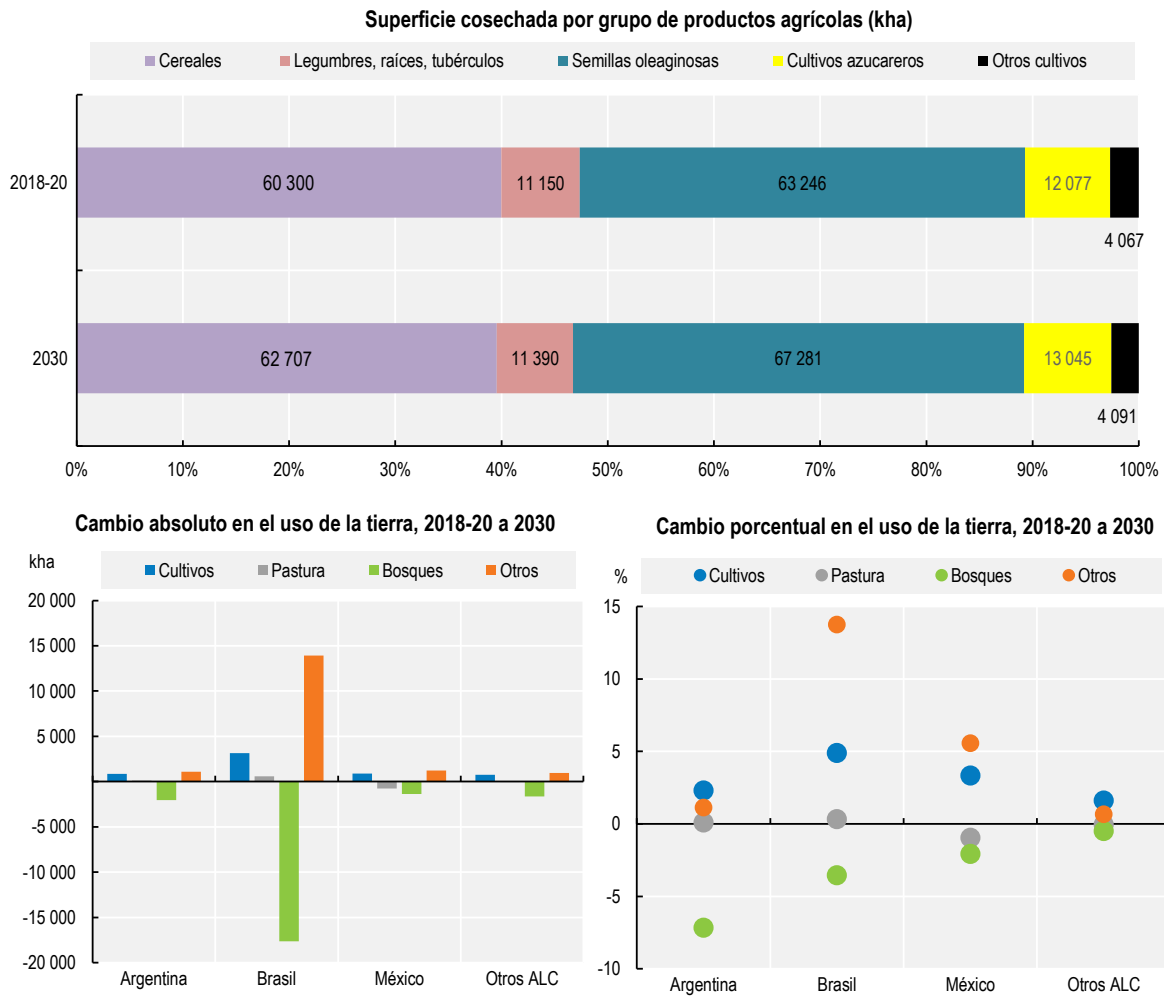 Superficie cosechada por grupo de productos agrícolas (kha)
Cereales Legumbres, raíces, tubérculos Semillas oleaginosas Cultivos azucareros Otros cultivos
2018-20 60 300 11 150 63 246 12 077
4 067
2030 62 707 11 390 67 281 13 045
4 091
0% 10% 20% 30% 40% 50% 60% 70% 80% 90% 100%
Cambio absoluto en el uso de la tierra, 2018-20 a 2030
kha
Cultivos Pastura Bosques Otros
20 000
15 000
10 000
5 000
0
-5 000
-10 000
-15 000
-20 000
Argentina Brasil México Otros ALC
Cambio porcentual en el uso de la tierra, 2018-20 a 2030
%
Cultivos Pastura Bosques Otros
15
10
5
0
-5
-10
Argentina Brasil México Otros ALC